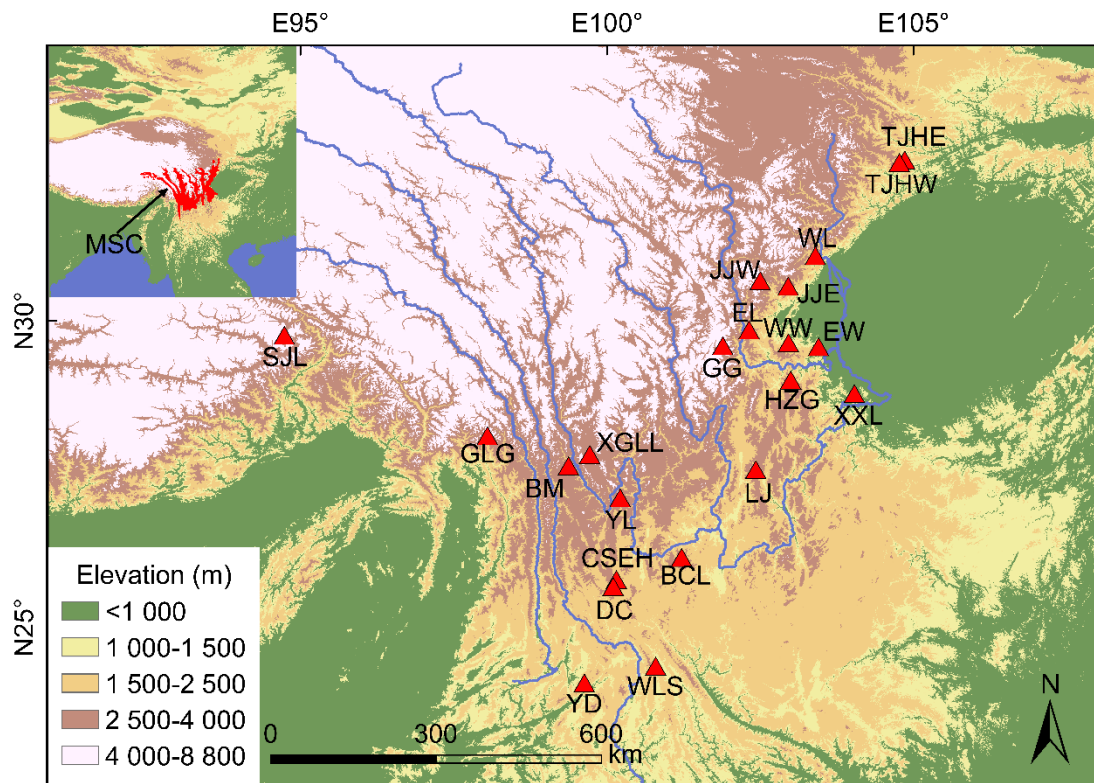 E95° E100° E105°
TJHE
TJHW
MSC
WL
JJW
JJE
N30°
EL WW EW
SJL
GG
HZG
XXL
GLG
XGLL
BM
LJ
YL
CSEH
BCL
Elevation (m)
DC
<1 000
N25°
1 000-1 500
1 500-2 500
WLS
N
YD
2 500-4 000
0 300 600
km
4 000-8 800